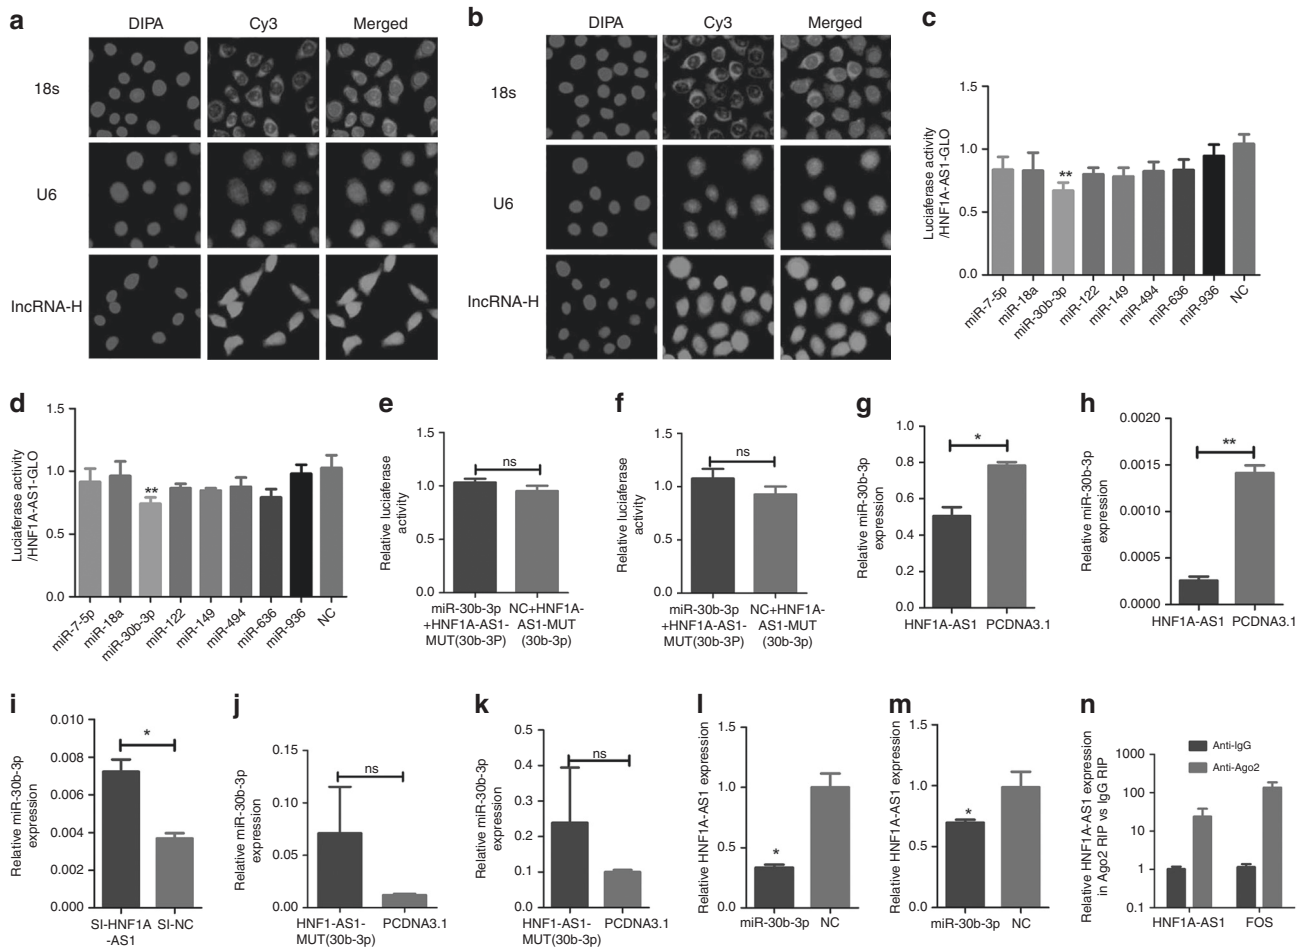 a
DIPA Cy3 Merged
18s
U6
lncRNA-H
b
DIPA Cy3 Merged
18s
U6
lncRNA-H
c
Luciaferase activity
/HNF1A-AS1-GLO
1.5
1.0
0.5
0.0
miR-7-5p miR-18a miR-30b-3p miR-122 miR-149 miR-494 miR-636 miR-936 NC
**
d
Luciaferase activity
/HNF1A-AS1-GLO
1.5
1.0
0.5
0.0
**
miR-7-5p miR-18a miR-30b-3p miR-122 miR-149 miR-494 miR-636 miR-936 NC
e
Relative luciaferase
activity
1.5
1.0
0.5
0.0
ns
miR-30b-3p NC+HNF1A-
+HNF1A-AS1- AS1-MUT
MUT(30b-3P) (30b-3p)
f
Relative luciaferase
activity
1.5
1.0
0.5
0.0
ns
miR-30b-3p NC+HNF1A-
+HNF1A-AS1- AS1-MUT
MUT(30b-3P) (30b-3p)
g
Relative miR-30b-3p
expression
1.0
0.8
0.6
0.4
0.2
0.0
*
HNF1A-AS1 PCDNA3.1
h
Relative miR-30b-3p
expression
0.0020
0.0015
0.0010
0.0005
0.0000
**
HNF1A-AS1 PCDNA3.1
i
Relative miR-30b-3p
expression
0.010
0.008
0.006
0.004
0.002
0.000
*
SI-HNF1A SI-NC
-AS1
j
Relative miR-30b-3p
expression
0.15
0.10
0.05
0.00
ns
HNF1-AS1- PCDNA3.1
MUT(30b-3p)
k
Relative miR-30b-3p
expression
0.5
0.4
0.3
0.2
0.1
0.0
ns
HNF1-AS1- PCDNA3.1
MUT(30b-3p)
l
Relative HNF1A-AS1 expression
1.5
1.0
0.5
0.0
*
miR-30b-3p NC
m
Relative HNF1A-AS1 expression
1.5
1.0
0.5
0.0
*
miR-30b-3p NC
n
Relative HNF1A-AS1 expression
in Ago2 RIP vs IgG RIP
1000
100
10
1
0.1
Anti-IgG
Anti-Ago2
HNF1A-AS1 FOS